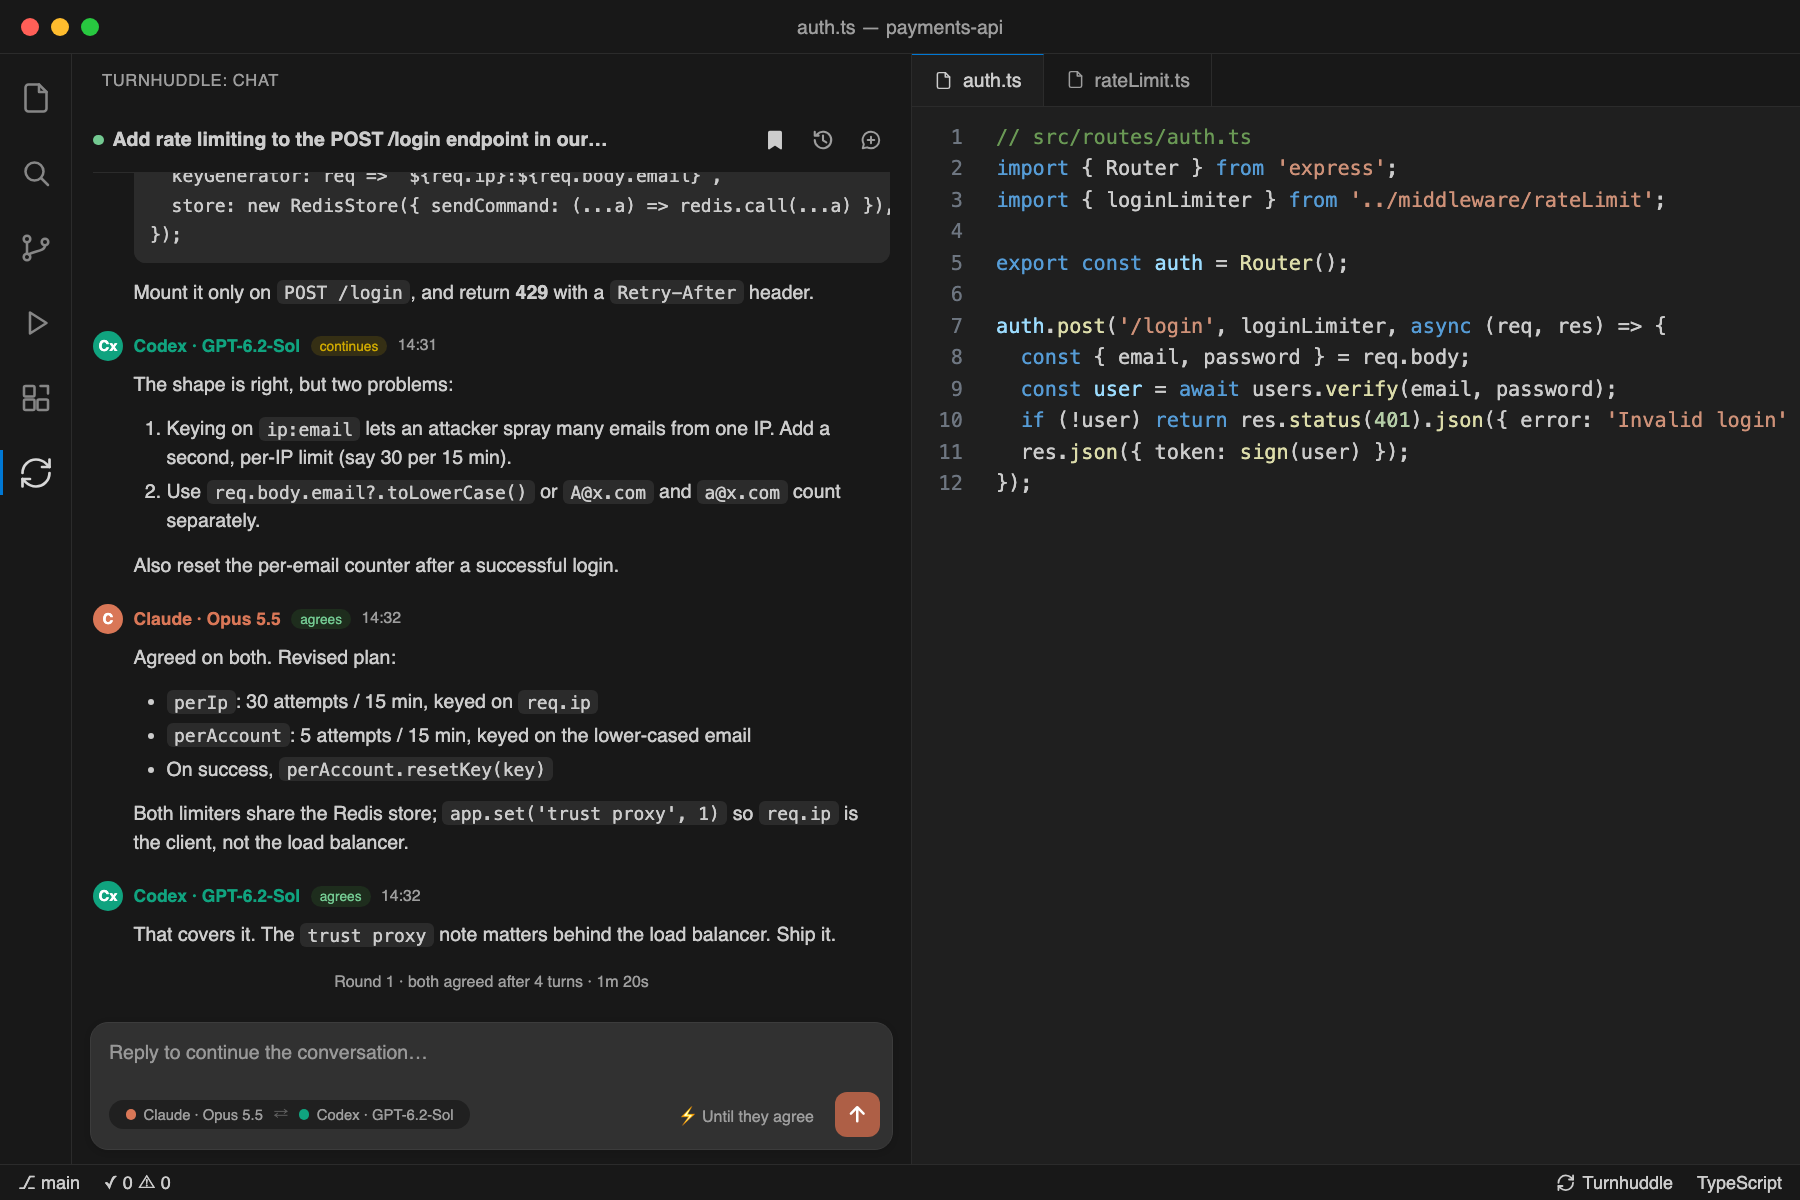 auth.ts — payments-api
TURNHUDDLE: CHAT
Add rate limiting to the POST /login endpoint in our…
keyGenerator: req => `${req.ip}:${req.body.email}`,
store: new RedisStore({ sendCommand: (...a) => redis.call(...a) }),
});
Mount it only on POST /login, and return 429 with a Retry-After header.
Cx Codex · GPT-6.2-Sol continues 14:31
The shape is right, but two problems:
1. Keying on ip:email lets an attacker spray many emails from one IP. Add a
second, per-IP limit (say 30 per 15 min).
2. Use req.body.email?.toLowerCase() or A@x.com and a@x.com count
separately.
Also reset the per-email counter after a successful login.
C Claude · Opus 5.5 agrees 14:32
Agreed on both. Revised plan:
• perIp: 30 attempts / 15 min, keyed on req.ip
• perAccount: 5 attempts / 15 min, keyed on the lower-cased email
• On success, perAccount.resetKey(key)
Both limiters share the Redis store; app.set('trust proxy', 1) so req.ip is
the client, not the load balancer.
Cx Codex · GPT-6.2-Sol agrees 14:32
That covers it. The trust proxy note matters behind the load balancer. Ship it.
Round 1 · both agreed after 4 turns · 1m 20s
Reply to continue the conversation…
Claude · Opus 5.5 ⇄ Codex · GPT-6.2-Sol
⚡ Until they agree
auth.ts
rateLimit.ts
1 // src/routes/auth.ts
2 import { Router } from 'express';
3 import { loginLimiter } from '../middleware/rateLimit';
4
5 export const auth = Router();
6
7 auth.post('/login', loginLimiter, async (req, res) => {
8 const { email, password } = req.body;
9 const user = await users.verify(email, password);
10 if (!user) return res.status(401).json({ error: 'Invalid login'
11 res.json({ token: sign(user) });
12 });
main ✓ 0 ⚠ 0
Turnhuddle TypeScript